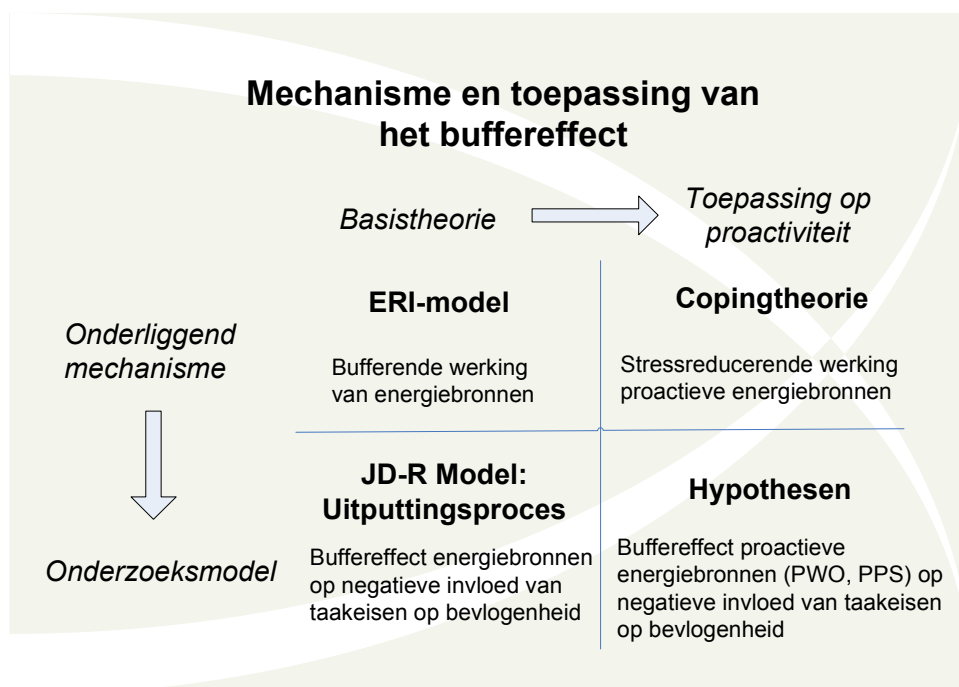 Mechanisme en toepassing van
het buffereffect
Basistheorie
Toepassing op
proactiviteit
Onderliggend
mechanisme
ERI-model
Bufferende werking
van energiebronnen
Copingtheorie
Stressreducerende werking
proactieve energiebronnen
Onderzoeksmodel
JD-R Model:
Uitputtingsproces
Buffereffect energiebronnen
op negatieve invloed van
taakeisen op bevlogenheid
Hypothesen
Buffereffect proactieve
energiebronnen (PWO, PPS) op
negatieve invloed van taakeisen
op bevlogenheid